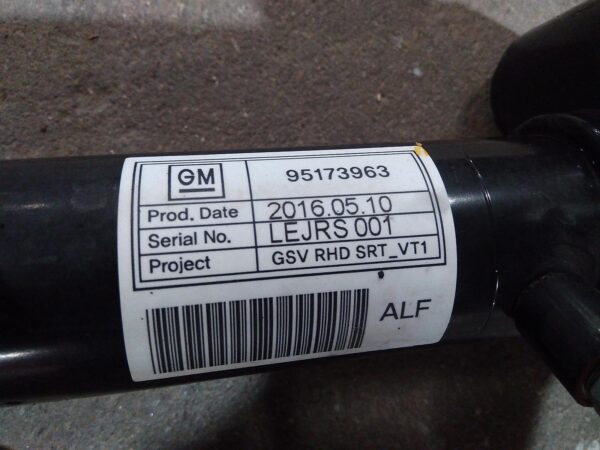 GM 95173963
Prod. Date 2016.05.10
Serial No. LEJRS 001
Project GSV RHD SRT_VT1
ALF